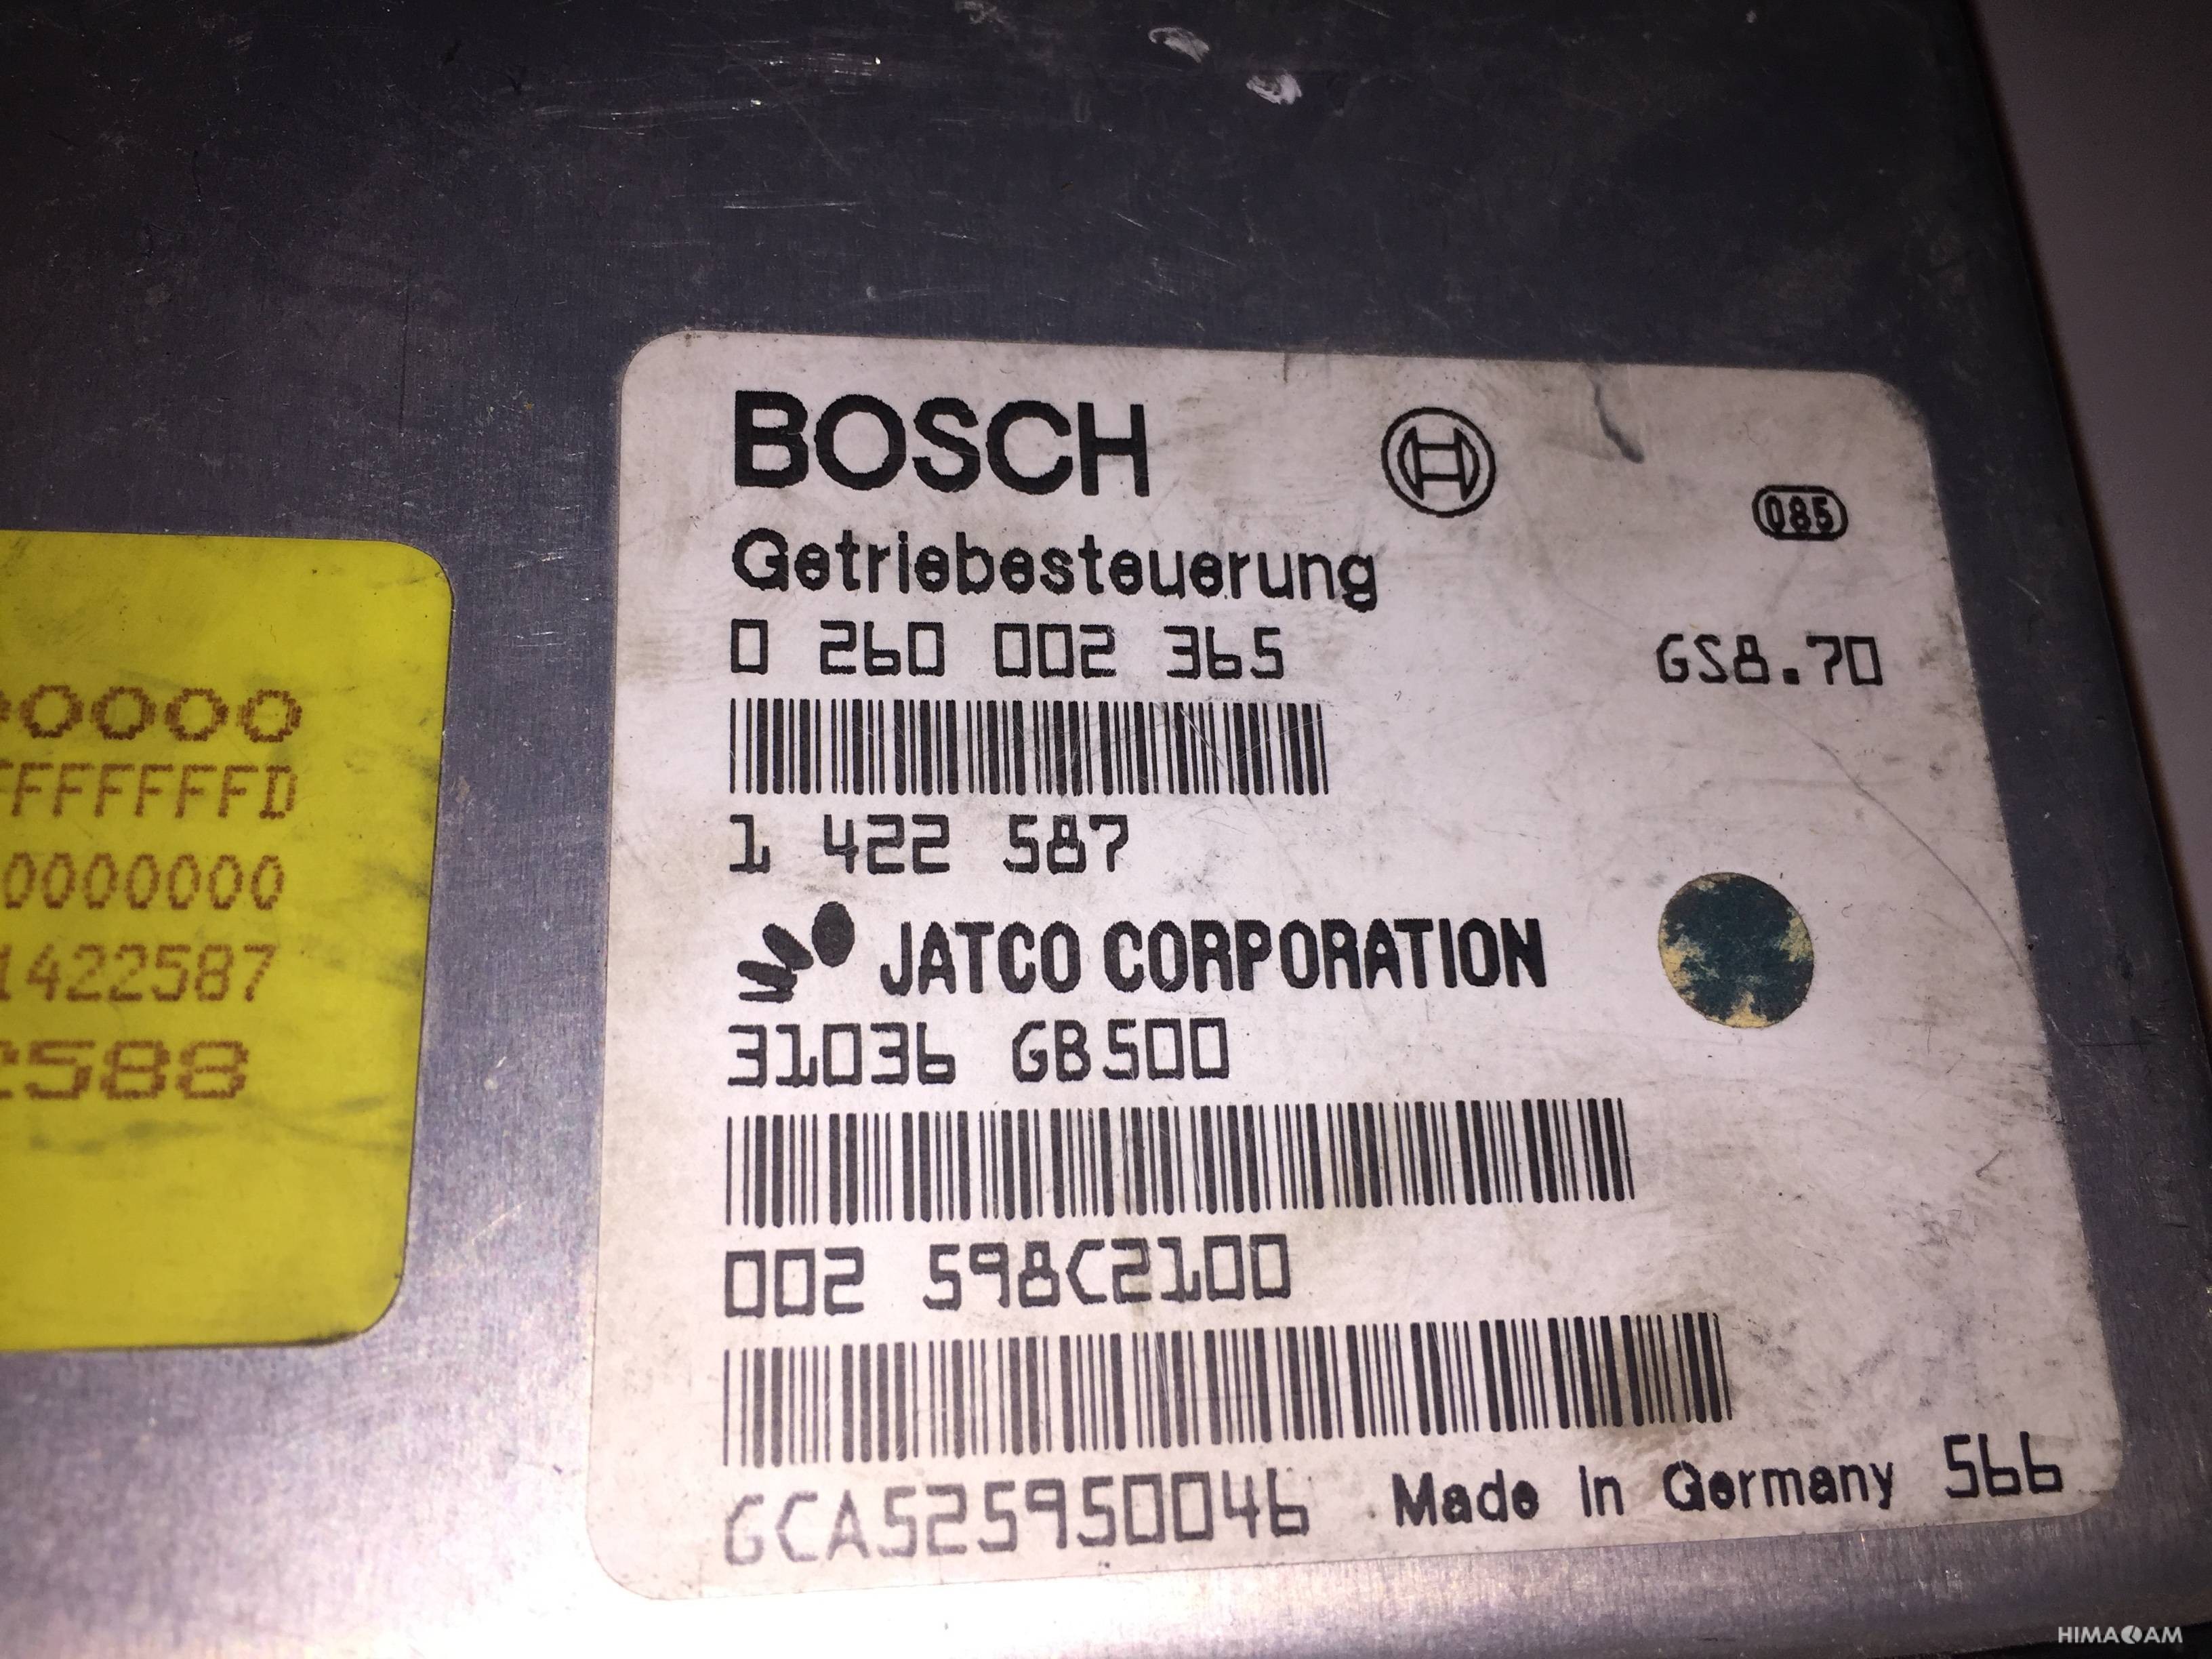 BOSCH
085
Getriebesteuerung
0 260 002 365 GS8.70
1 422 587
JATCO CORPORATION
31036 GB500
002 598C2100
GCA525950046 Made in Germany 566
0000
FFFFFFFD
0000000
1422587
2588
HIMACAM